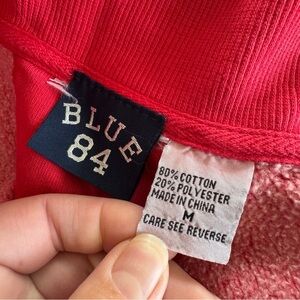 BLUE
84
80% COTTON
20% POLYESTER
MADE IN CHINA
M
CARE SEE REVERSE